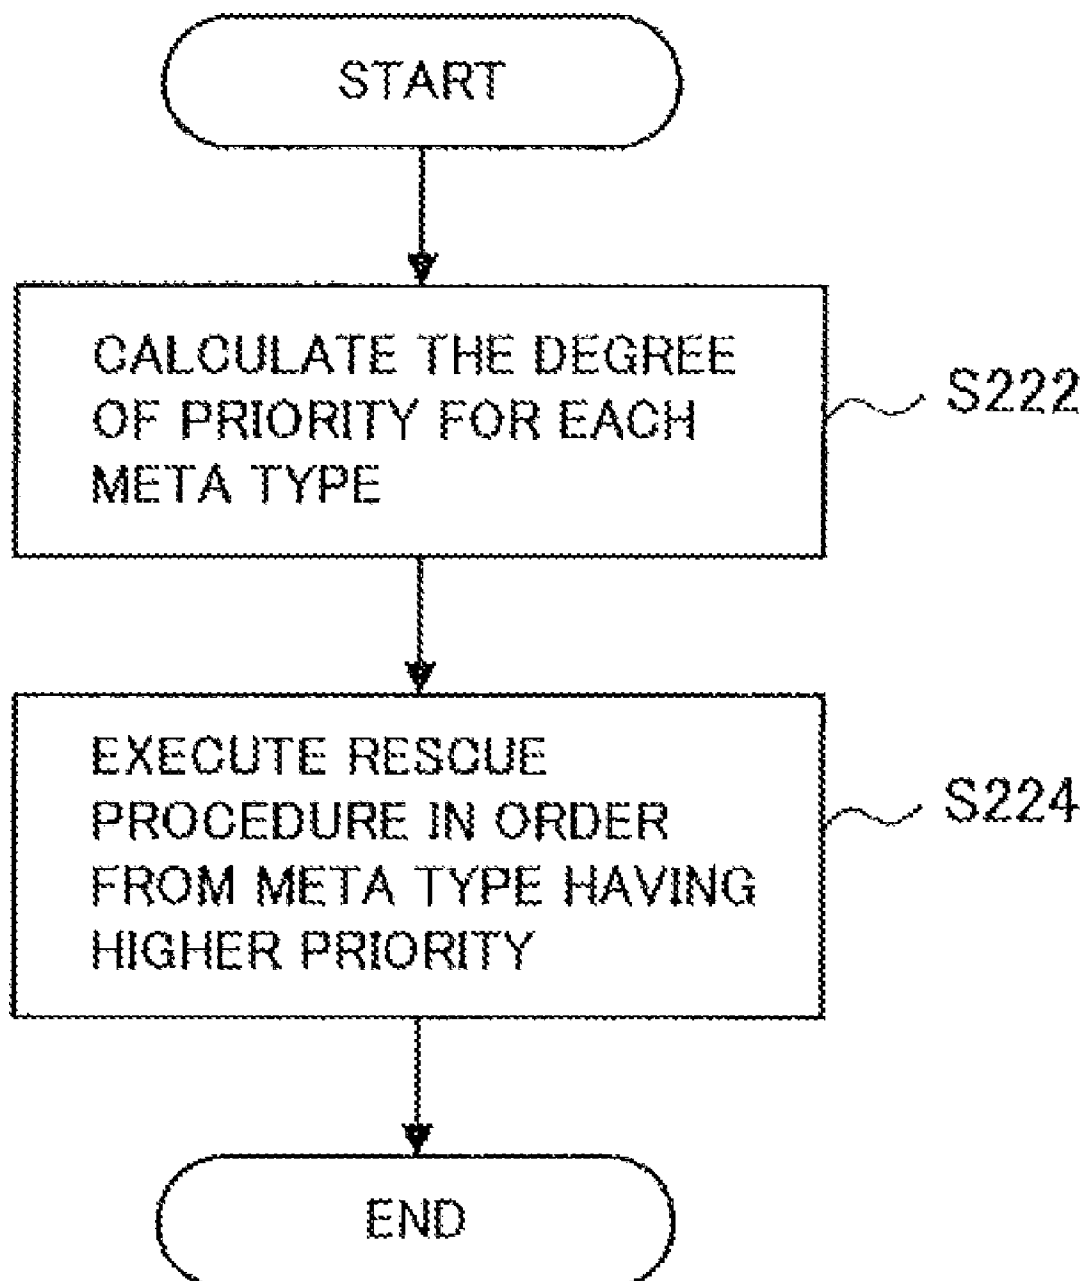 START
CALCULATE THE DEGREE
OF PRIORITY FOR EACH
META TYPE
S222
EXECUTE RESCUE
PROCEDURE IN ORDER
FROM META TYPE HAVING
HIGHER PRIORITY
S224
END